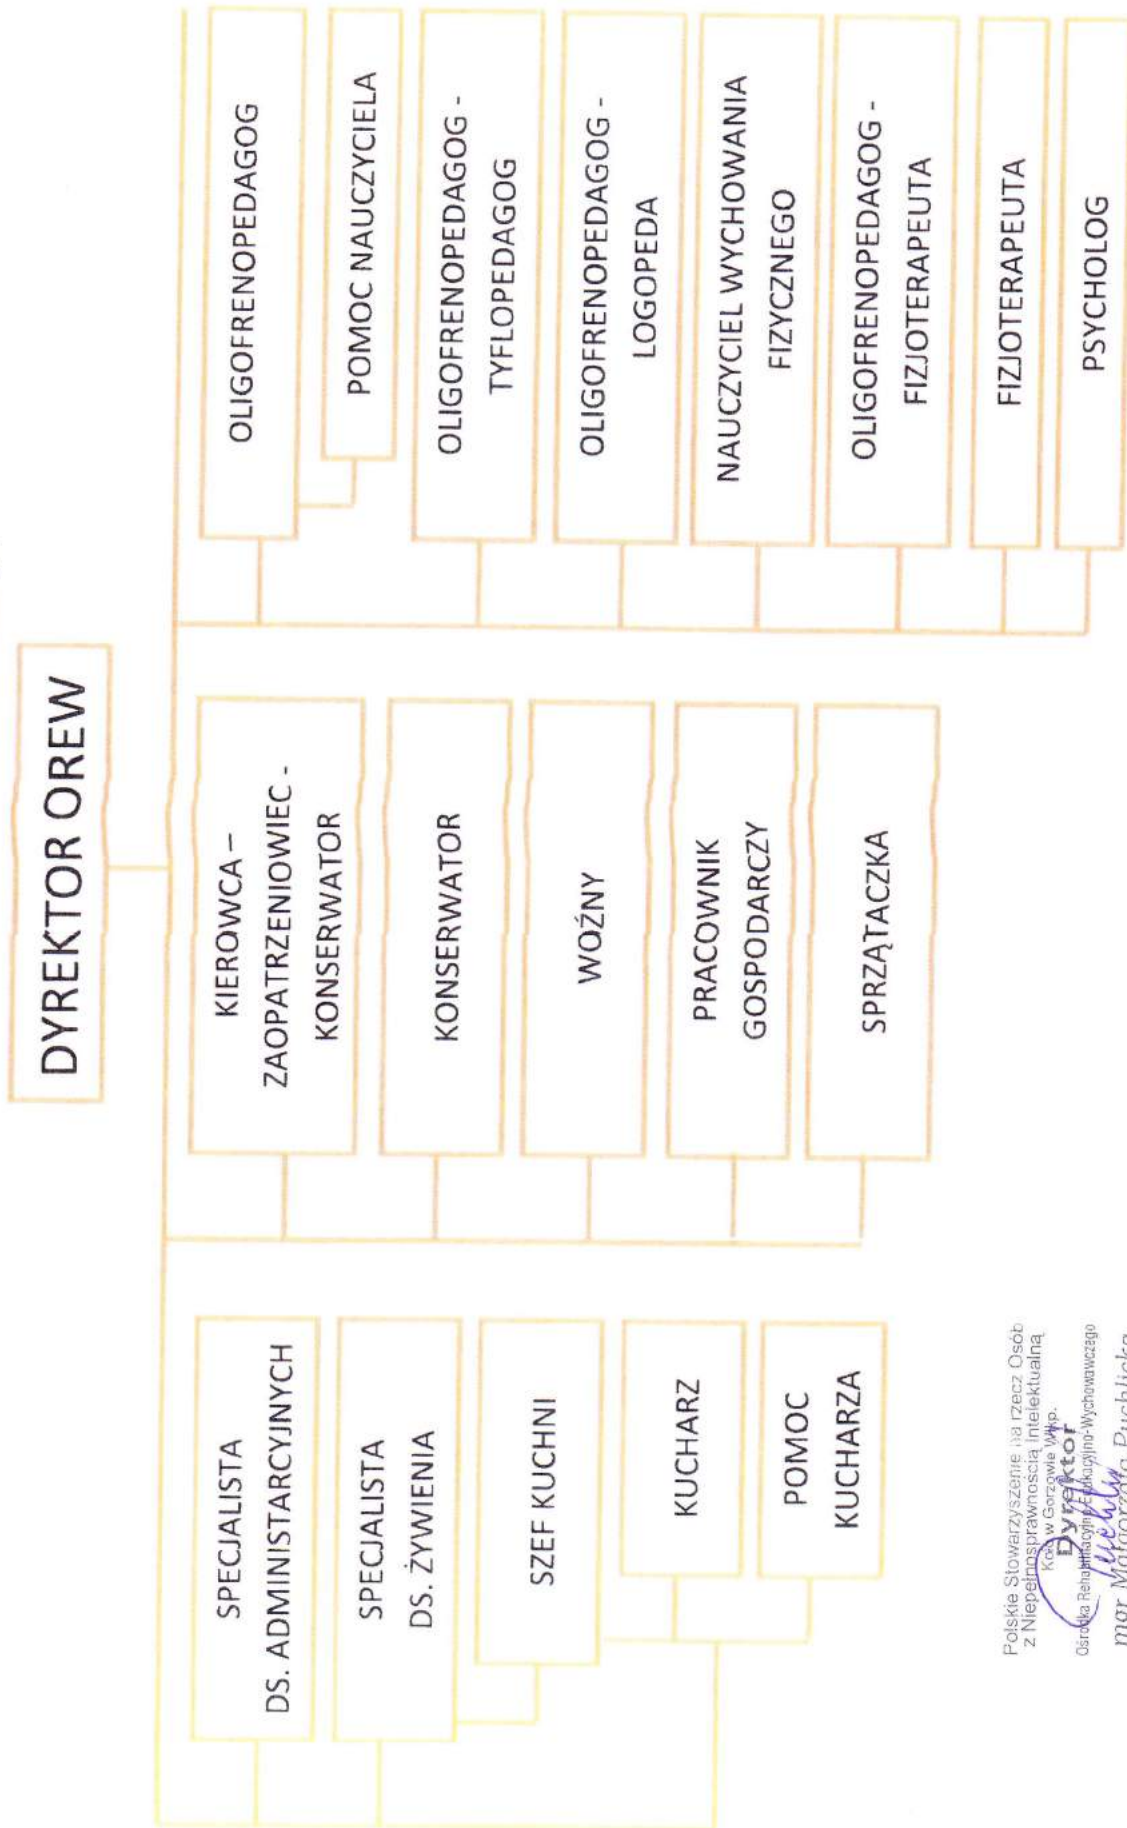 DYREKTOR OREW
SPECJALISTA
DS. ADMINISTARCYJNYCH
SPECJALISTA
DS. ŻYWIENIA
SZEF KUCHNI
KUCHARZ
POMOC
KUCHARZA
KIEROWCA –
ZAOPATRZENIOWIEC -
KONSERWATOR
KONSERWATOR
WOŹNY
PRACOWNIK
GOSPODARCZY
SPRZĄTACZKA
OLIGOFRENOPEDAGOG
POMOC NAUCZYCIELA
OLIGOFRENOPEDAGOG -
TYFLOPEDAGOG
OLIGOFRENOPEDAGOG -
LOGOPEDA
NAUCZYCIEL WYCHOWANIA
FIZYCZNEGO
OLIGOFRENOPEDAGOG -
FIZJOTERAPEUTA
FIZJOTERAPEUTA
PSYCHOLOG
Polskie Stowarzyszenie na rzecz Osób
z Niepełnosprawnością Intelektualną
Koło w Gorzowie Wlkp.
Dyrektor
Ośrodka Rehabilitacyjno-Edukacyjno-Wychowawczego
mgr Małgorzata